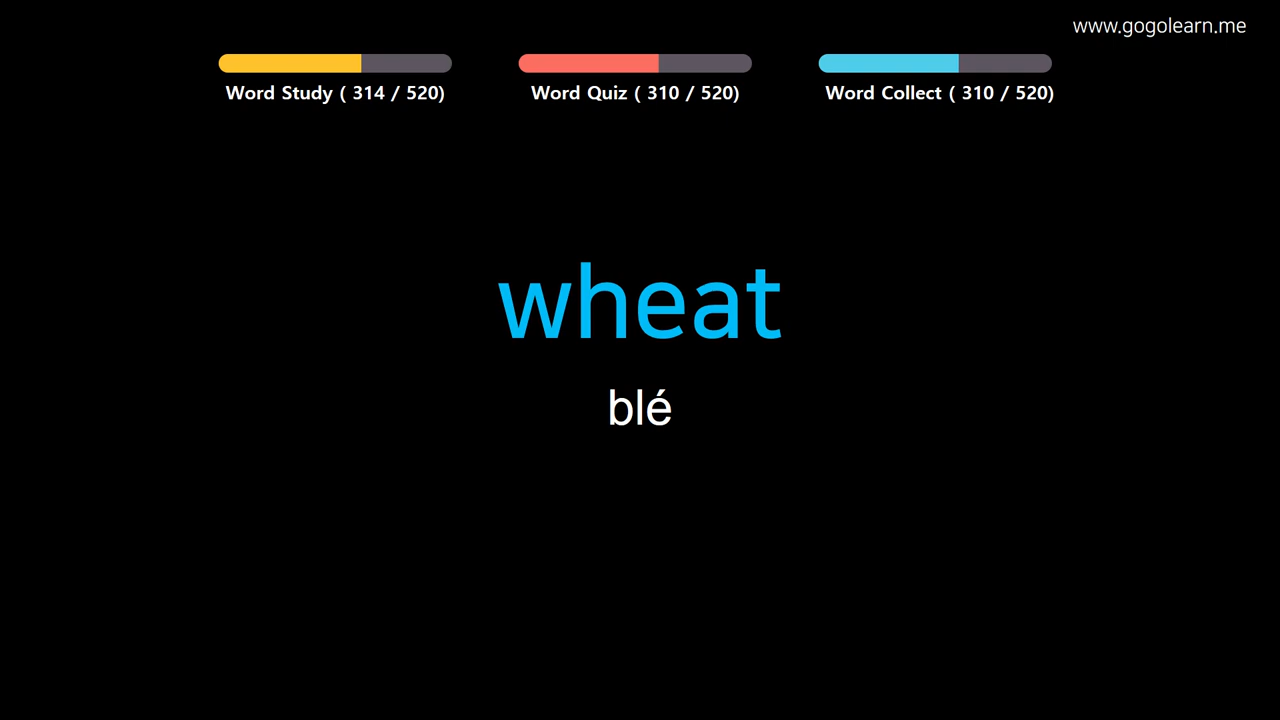 www.gogolearn.me
Word Study ( 314 / 520)
Word Quiz ( 310 / 520)
Word Collect ( 310 / 520)
wheat
blé